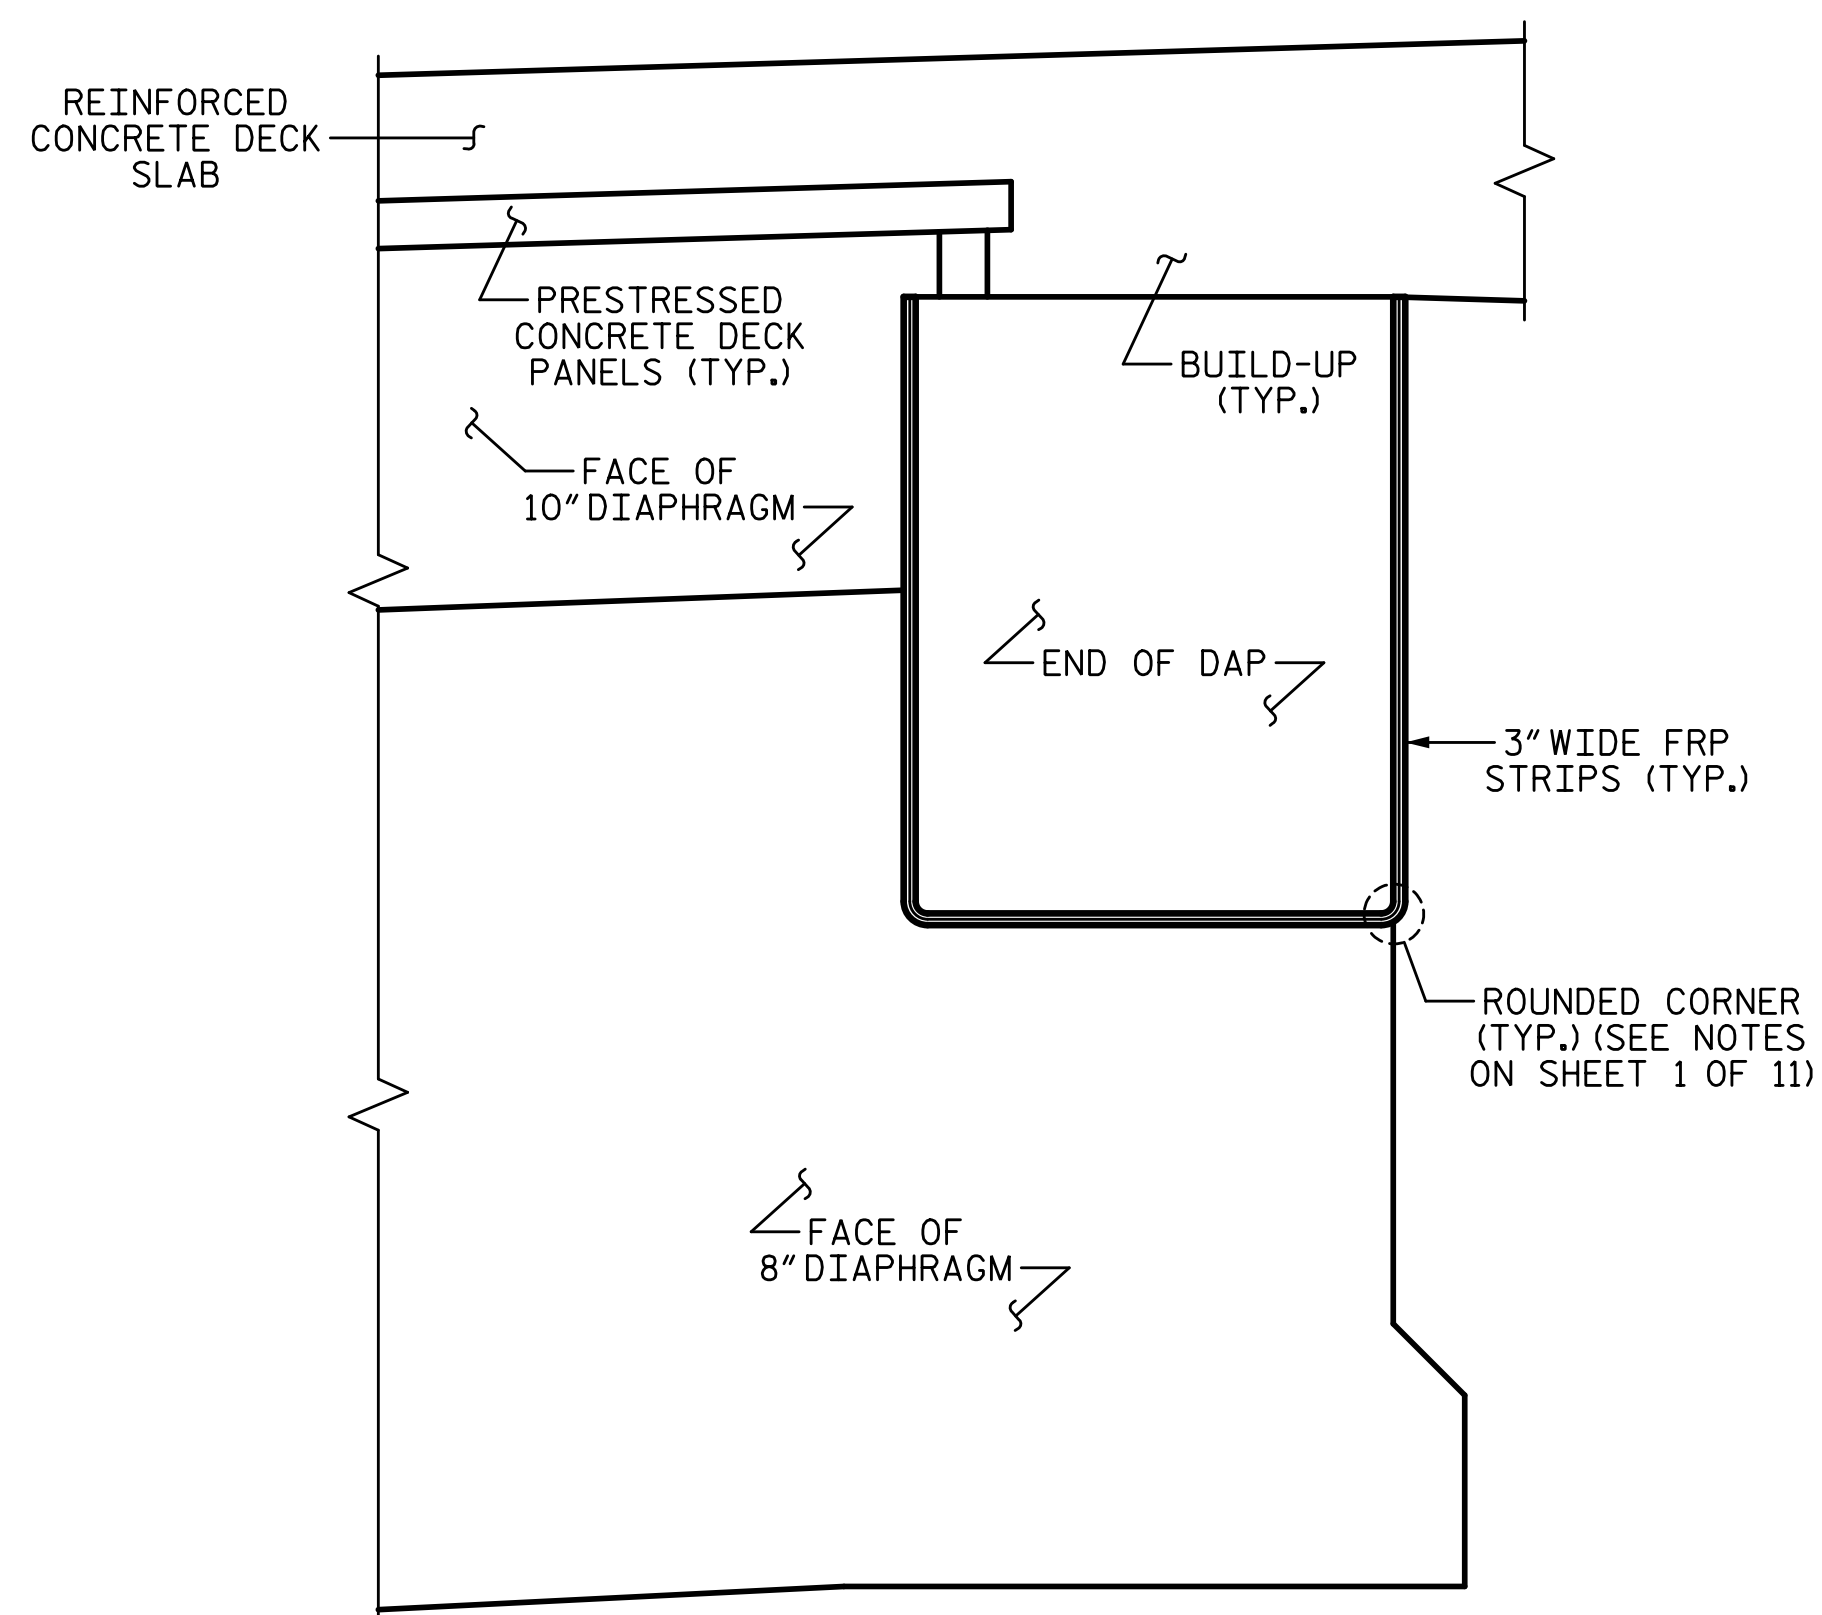 REINFORCED
CONCRETE DECK
SLAB
PRESTRESSED
CONCRETE DECK
PANELS (TYP.)
BUILD-UP
(TYP.)
FACE OF
10" DIAPHRAGM
END OF DAP
3" WIDE FRP
STRIPS (TYP.)
ROUNDED CORNER
(TYP.) (SEE NOTES
ON SHEET 1 OF 11)
FACE OF
8" DIAPHRAGM